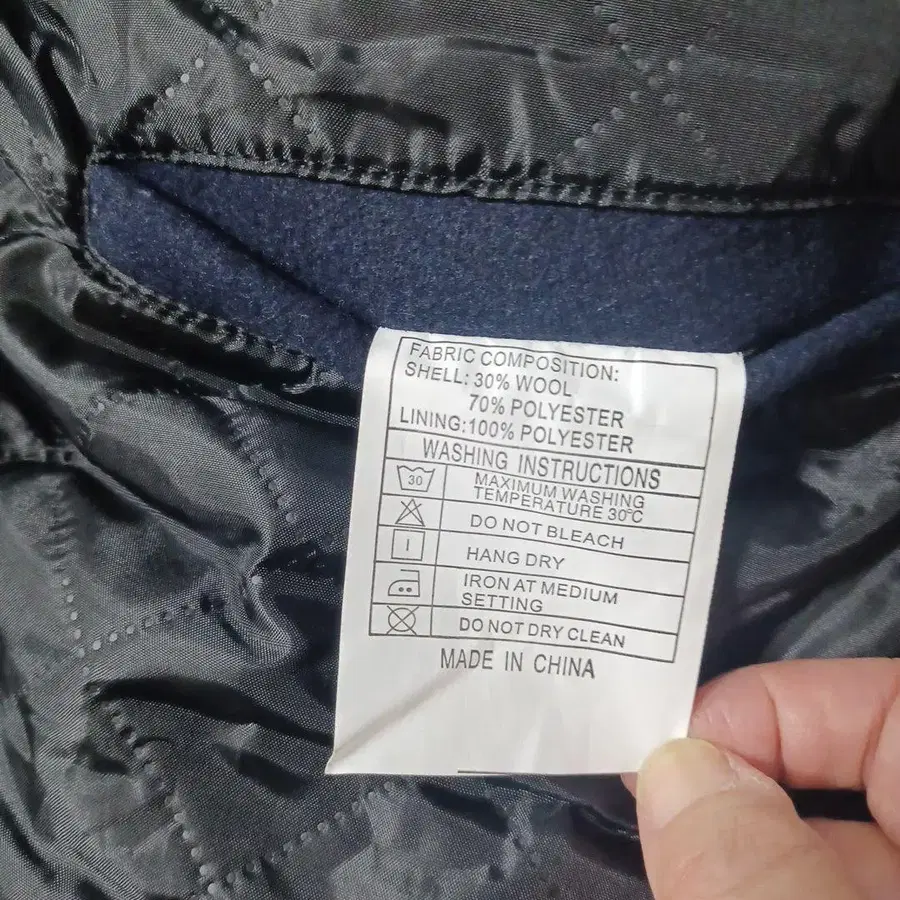 FABRIC COMPOSITION:
SHELL: 30% WOOL
70% POLYESTER
LINING:100% POLYESTER
WASHING INSTRUCTIONS
30
MAXIMUM WASHING
TEMPERATURE 30℃
DO NOT BLEACH
HANG DRY
IRON AT MEDIUM
SETTING
DO NOT DRY CLEAN
MADE IN CHINA